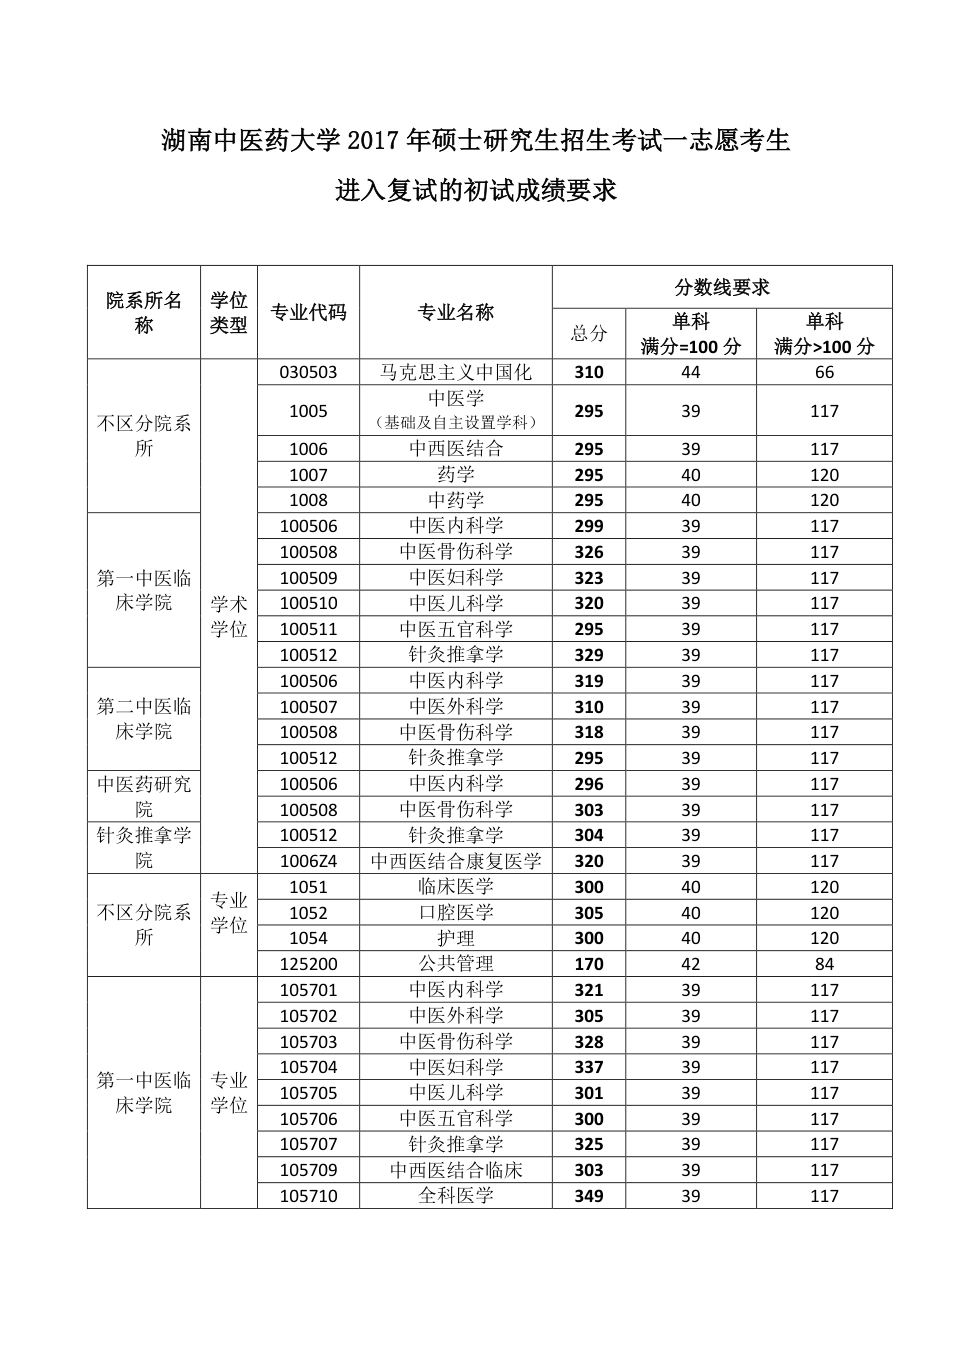 湖南中医药大学 2017 年硕士研究生招生考试一志愿考生
进入复试的初试成绩要求
院系所名称 学位类型 专业代码 专业名称 分数线要求
总分 单科满分=100 分 单科满分>100 分
不区分院系所 学术学位 030503 马克思主义中国化 310 44 66
1005 中医学（基础及自主设置学科） 295 39 117
1006 中西医结合 295 39 117
1007 药学 295 40 120
1008 中药学 295 40 120
第一中医临床学院 100506 中医内科学 299 39 117
100508 中医骨伤科学 326 39 117
100509 中医妇科学 323 39 117
100510 中医儿科学 320 39 117
100511 中医五官科学 295 39 117
100512 针灸推拿学 329 39 117
第二中医临床学院 100506 中医内科学 319 39 117
100507 中医外科学 310 39 117
100508 中医骨伤科学 318 39 117
100512 针灸推拿学 295 39 117
中医药研究院 100506 中医内科学 296 39 117
100508 中医骨伤科学 303 39 117
针灸推拿学院 100512 针灸推拿学 304 39 117
1006Z4 中西医结合康复医学 320 39 117
不区分院系所 专业学位 1051 临床医学 300 40 120
1052 口腔医学 305 40 120
1054 护理 300 40 120
125200 公共管理 170 42 84
第一中医临床学院 专业学位 105701 中医内科学 321 39 117
105702 中医外科学 305 39 117
105703 中医骨伤科学 328 39 117
105704 中医妇科学 337 39 117
105705 中医儿科学 301 39 117
105706 中医五官科学 300 39 117
105707 针灸推拿学 325 39 117
105709 中西医结合临床 303 39 117
105710 全科医学 349 39 117